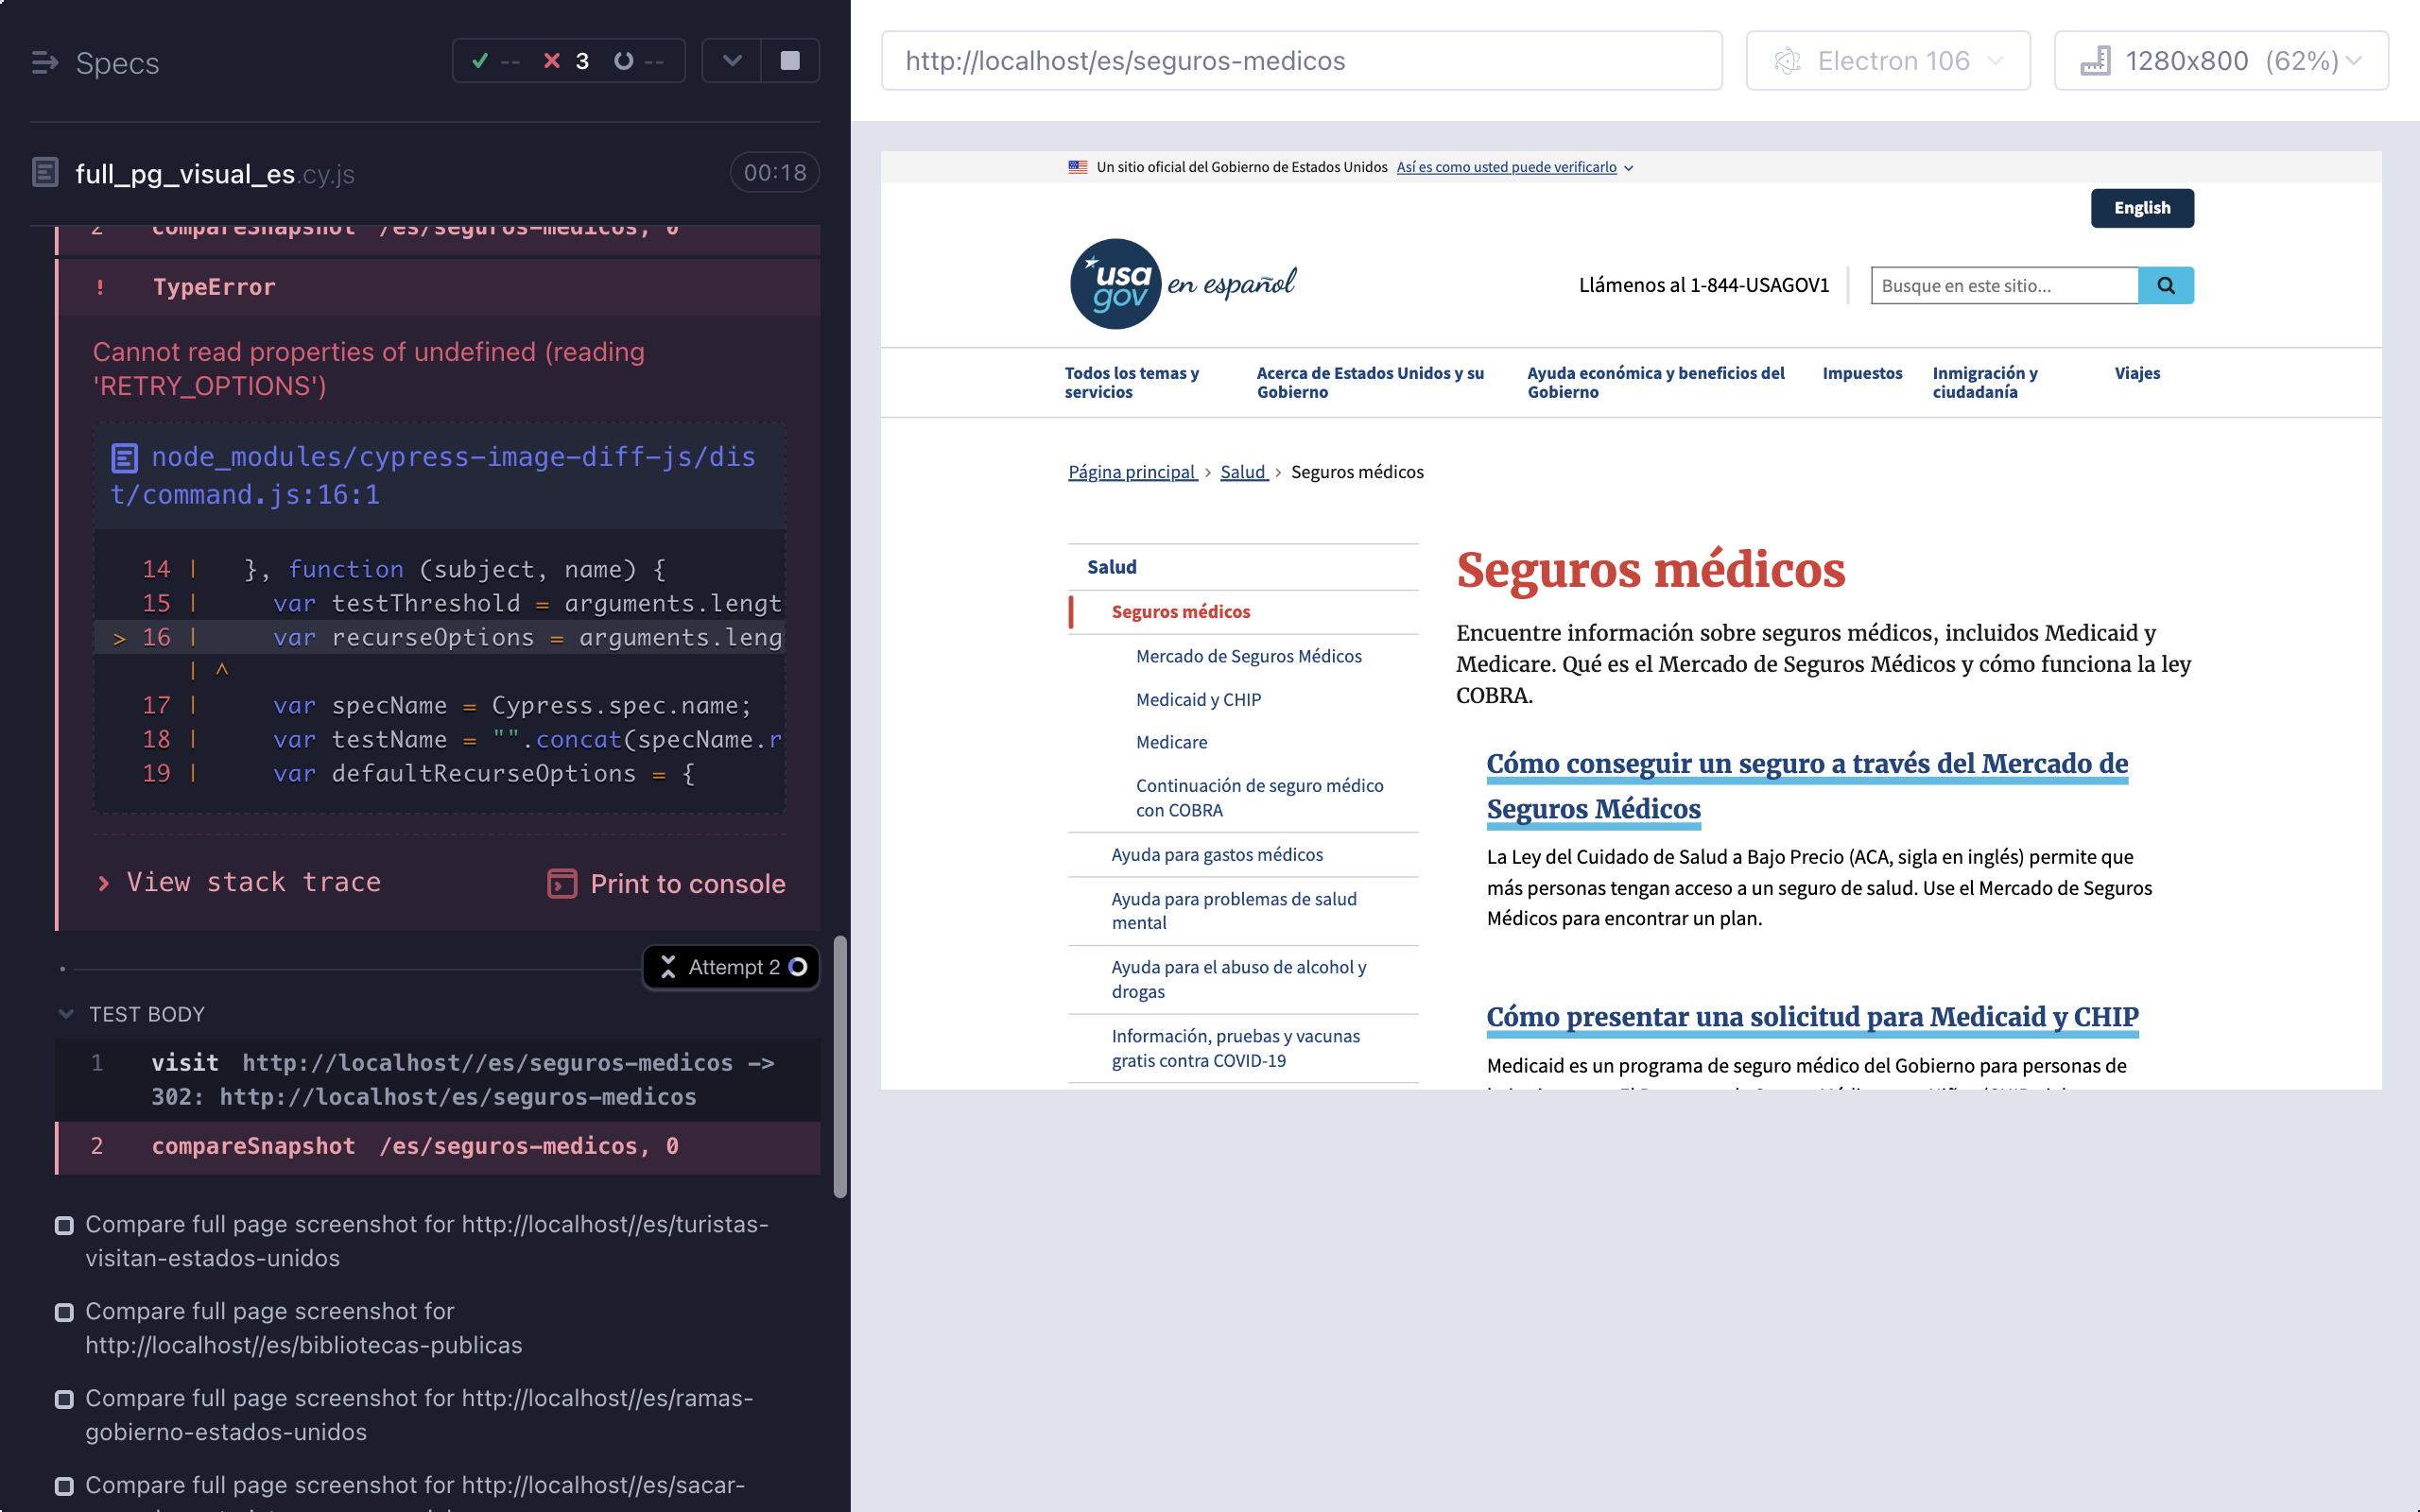 Specs
-- 3 --
full_pg_visual_es.cy.js
00:18
2 compareSnapshot /es/seguros-medicos, 0
! TypeError
Cannot read properties of undefined (reading
'RETRY_OPTIONS')
node_modules/cypress-image-diff-js/dis
t/command.js:16:1
14 | }, function (subject, name) {
15 | var testThreshold = arguments.lengt
> 16 | var recurseOptions = arguments.leng
| ^
17 | var specName = Cypress.spec.name;
18 | var testName = "".concat(specName.r
19 | var defaultRecurseOptions = {
View stack trace
Print to console
Attempt 2
TEST BODY
1 visit http://localhost//es/seguros-medicos ->
302: http://localhost/es/seguros-medicos
2 compareSnapshot /es/seguros-medicos, 0
Compare full page screenshot for http://localhost//es/turistas-
visitan-estados-unidos
Compare full page screenshot for
http://localhost//es/bibliotecas-publicas
Compare full page screenshot for http://localhost//es/ramas-
gobierno-estados-unidos
Compare full page screenshot for http://localhost//es/sacar-
http://localhost/es/seguros-medicos
Electron 106
1280x800 (62%)
Un sitio oficial del Gobierno de Estados Unidos Así es como usted puede verificarlo
English
usa
gov
en español
Llámenos al 1-844-USAGOV1
Busque en este sitio...
Todos los temas y
servicios
Acerca de Estados Unidos y su
Gobierno
Ayuda económica y beneficios del
Gobierno
Impuestos
Inmigración y
ciudadanía
Viajes
Página principal > Salud > Seguros médicos
Salud
Seguros médicos
Mercado de Seguros Médicos
Medicaid y CHIP
Medicare
Continuación de seguro médico
con COBRA
Ayuda para gastos médicos
Ayuda para problemas de salud
mental
Ayuda para el abuso de alcohol y
drogas
Información, pruebas y vacunas
gratis contra COVID-19
Seguros médicos
Encuentre información sobre seguros médicos, incluidos Medicaid y
Medicare. Qué es el Mercado de Seguros Médicos y cómo funciona la ley
COBRA.
Cómo conseguir un seguro a través del Mercado de
Seguros Médicos
La Ley del Cuidado de Salud a Bajo Precio (ACA, sigla en inglés) permite que
más personas tengan acceso a un seguro de salud. Use el Mercado de Seguros
Médicos para encontrar un plan.
Cómo presentar una solicitud para Medicaid y CHIP
Medicaid es un programa de seguro médico del Gobierno para personas de